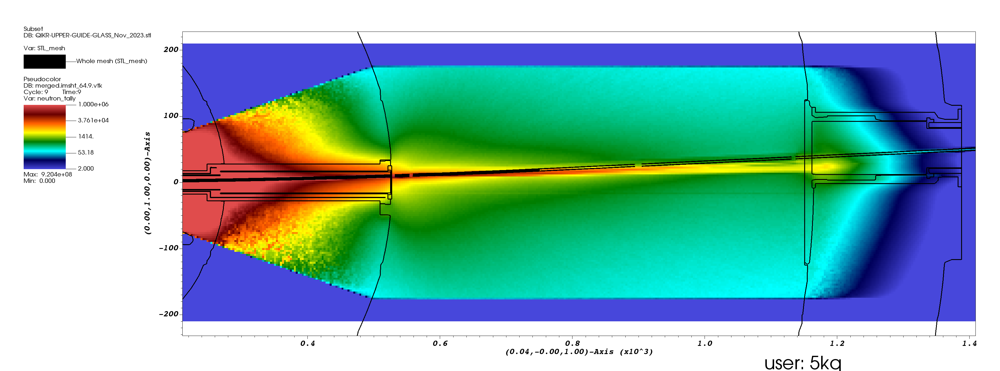 Subset
DB: QIKR-UPPER-GUIDE-GLASS_Nov_2023.stl
Var: STL_mesh
Whole mesh (STL_mesh)
Pseudocolor
DB: merged.imsht_64.9.vtk
Cycle: 9 Time:9
Var: neutron_tally
1.000e+06
3.761e+04
1414.
53.18
2.000
Max: 9.204e+08
Min: 0.000
200
100
0
-100
-200
(0.00,1.00,0.00)-Axis
0.4
0.6
0.8
1.0
1.2
1.4
(0.04,-0.00,1.00)-Axis (x10^3)
user: 5kq